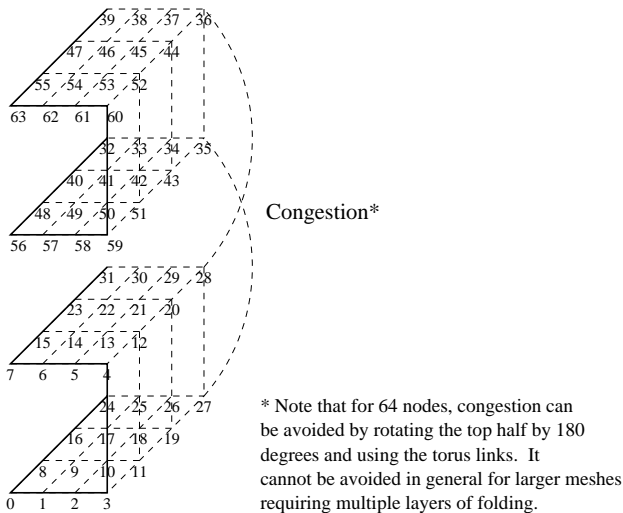 39 38 37 36
47 46 45 44
55 54 53 52
63 62 61 60
32 33 34 35
40 41 42 43
48 49 50 51
56 57 58 59
Congestion*
31 30 29 28
23 22 21 20
15 14 13 12
7 6 5 4
24 25 26 27
16 17 18 19
8 9 10 11
0 1 2 3
* Note that for 64 nodes, congestion can
be avoided by rotating the top half by 180
degrees and using the torus links. It
cannot be avoided in general for larger meshes
requiring multiple layers of folding.